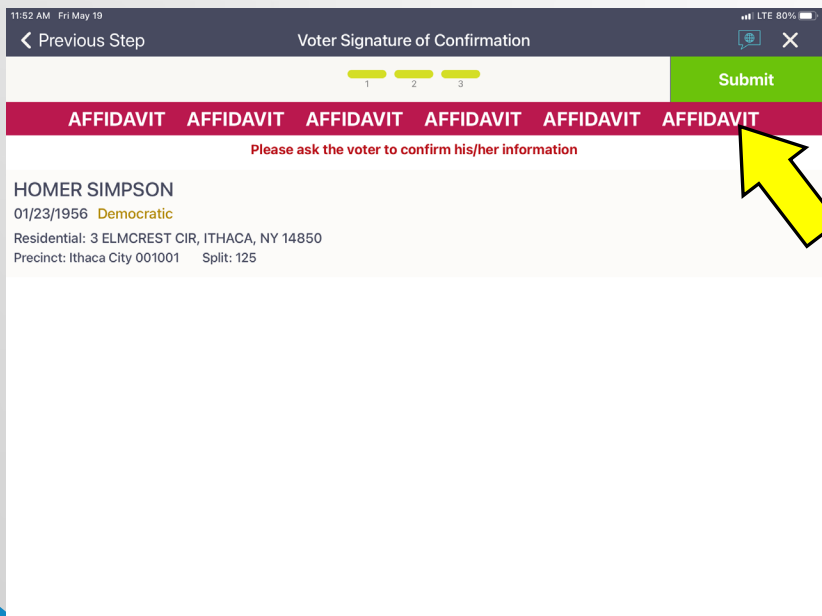 11:52 AM Fri May 19 LTE 80%
Previous Step Voter Signature of Confirmation
Submit
1 2 3
AFFIDAVIT AFFIDAVIT AFFIDAVIT AFFIDAVIT AFFIDAVIT AFFIDAVIT
Please ask the voter to confirm his/her information
HOMER SIMPSON
01/23/1956 Democratic
Residential: 3 ELMCREST CIR, ITHACA, NY 14850
Precinct: Ithaca City 001001 Split: 125